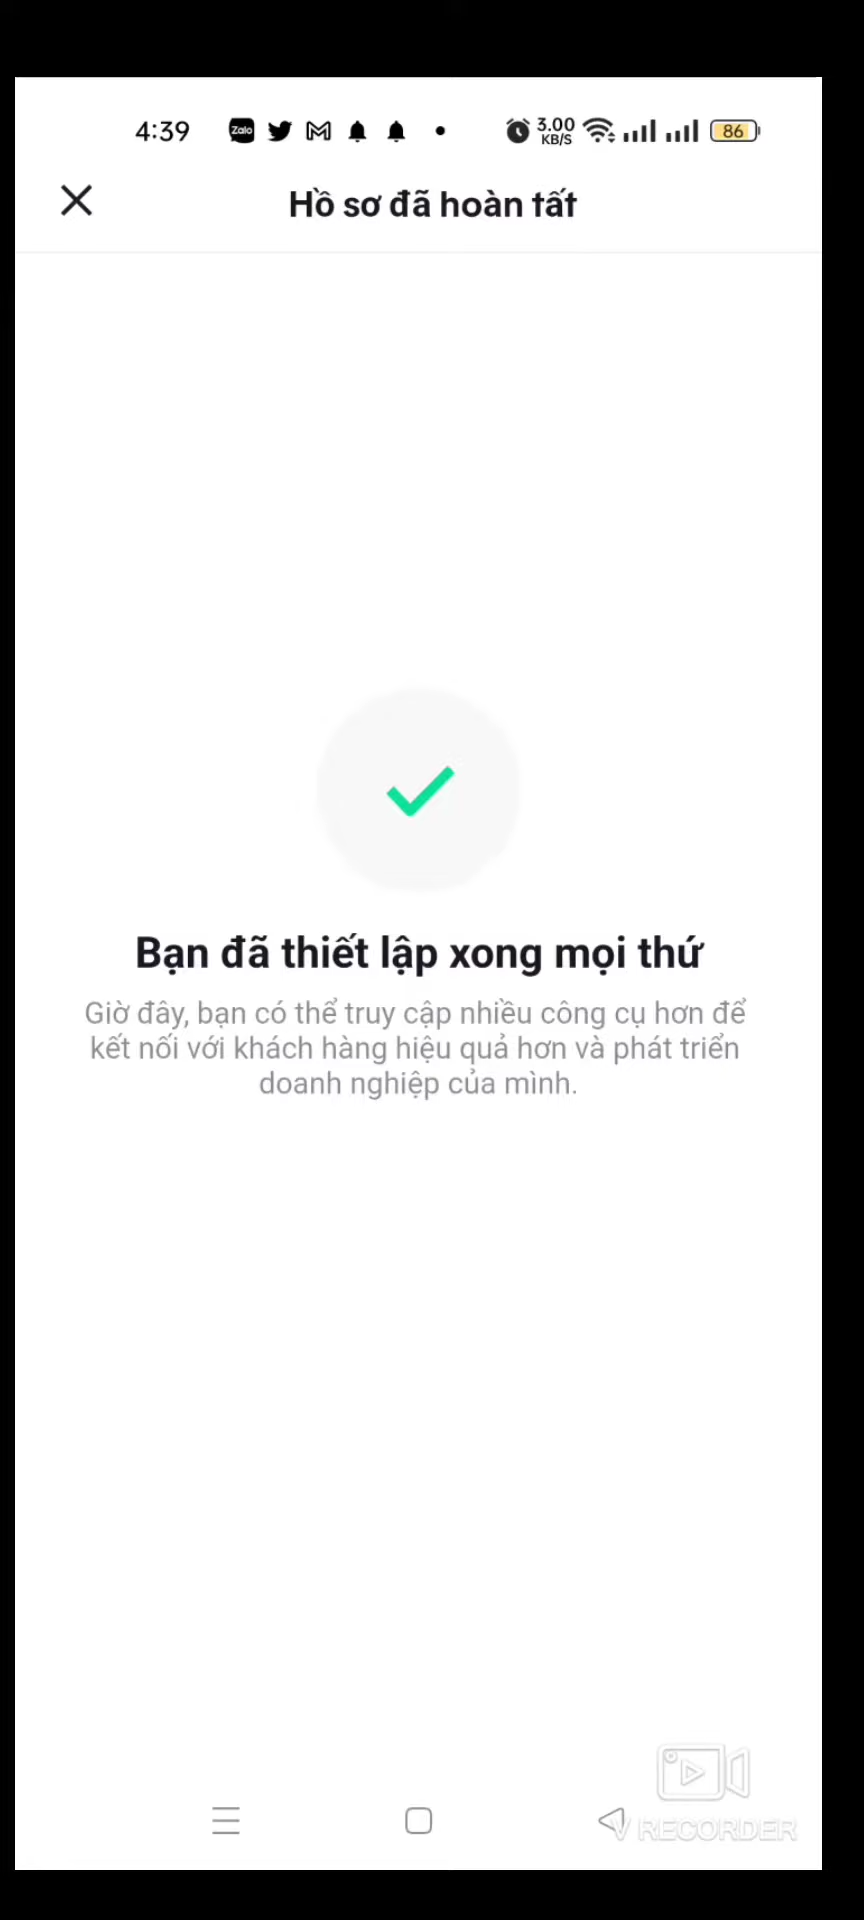 4:39 Zalo 3.00 KB/S 86
Hồ sơ đã hoàn tất
Bạn đã thiết lập xong mọi thứ
Giờ đây, bạn có thể truy cập nhiều công cụ hơn để
kết nối với khách hàng hiệu quả hơn và phát triển
doanh nghiệp của mình.
V RECORDER